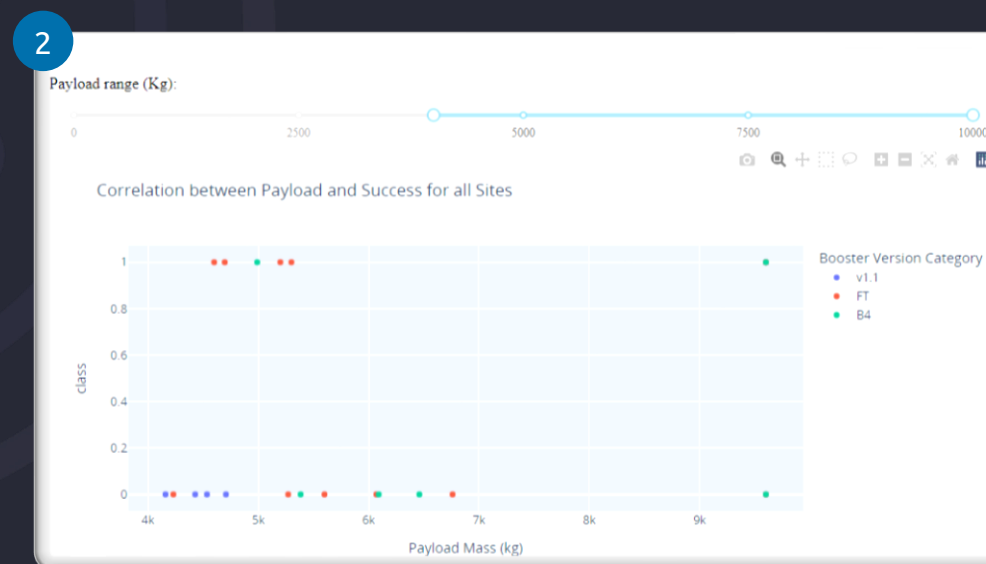 2
Payload range (Kg):
0 2500 5000 7500 10000
Correlation between Payload and Success for all Sites
Booster Version Category
v1.1
FT
B4
1
0.8
0.6
0.4
0.2
0
class
4k 5k 6k 7k 8k 9k
Payload Mass (kg)